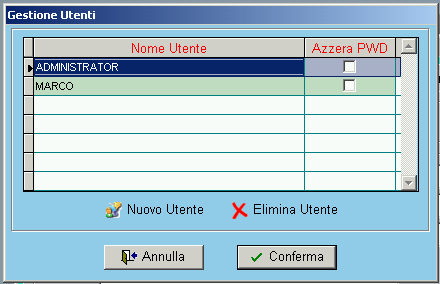 Gestione Utenti
Nome Utente Azzera PWD
ADMINISTRATOR
MARCO
Nuovo Utente Elimina Utente
Annulla Conferma